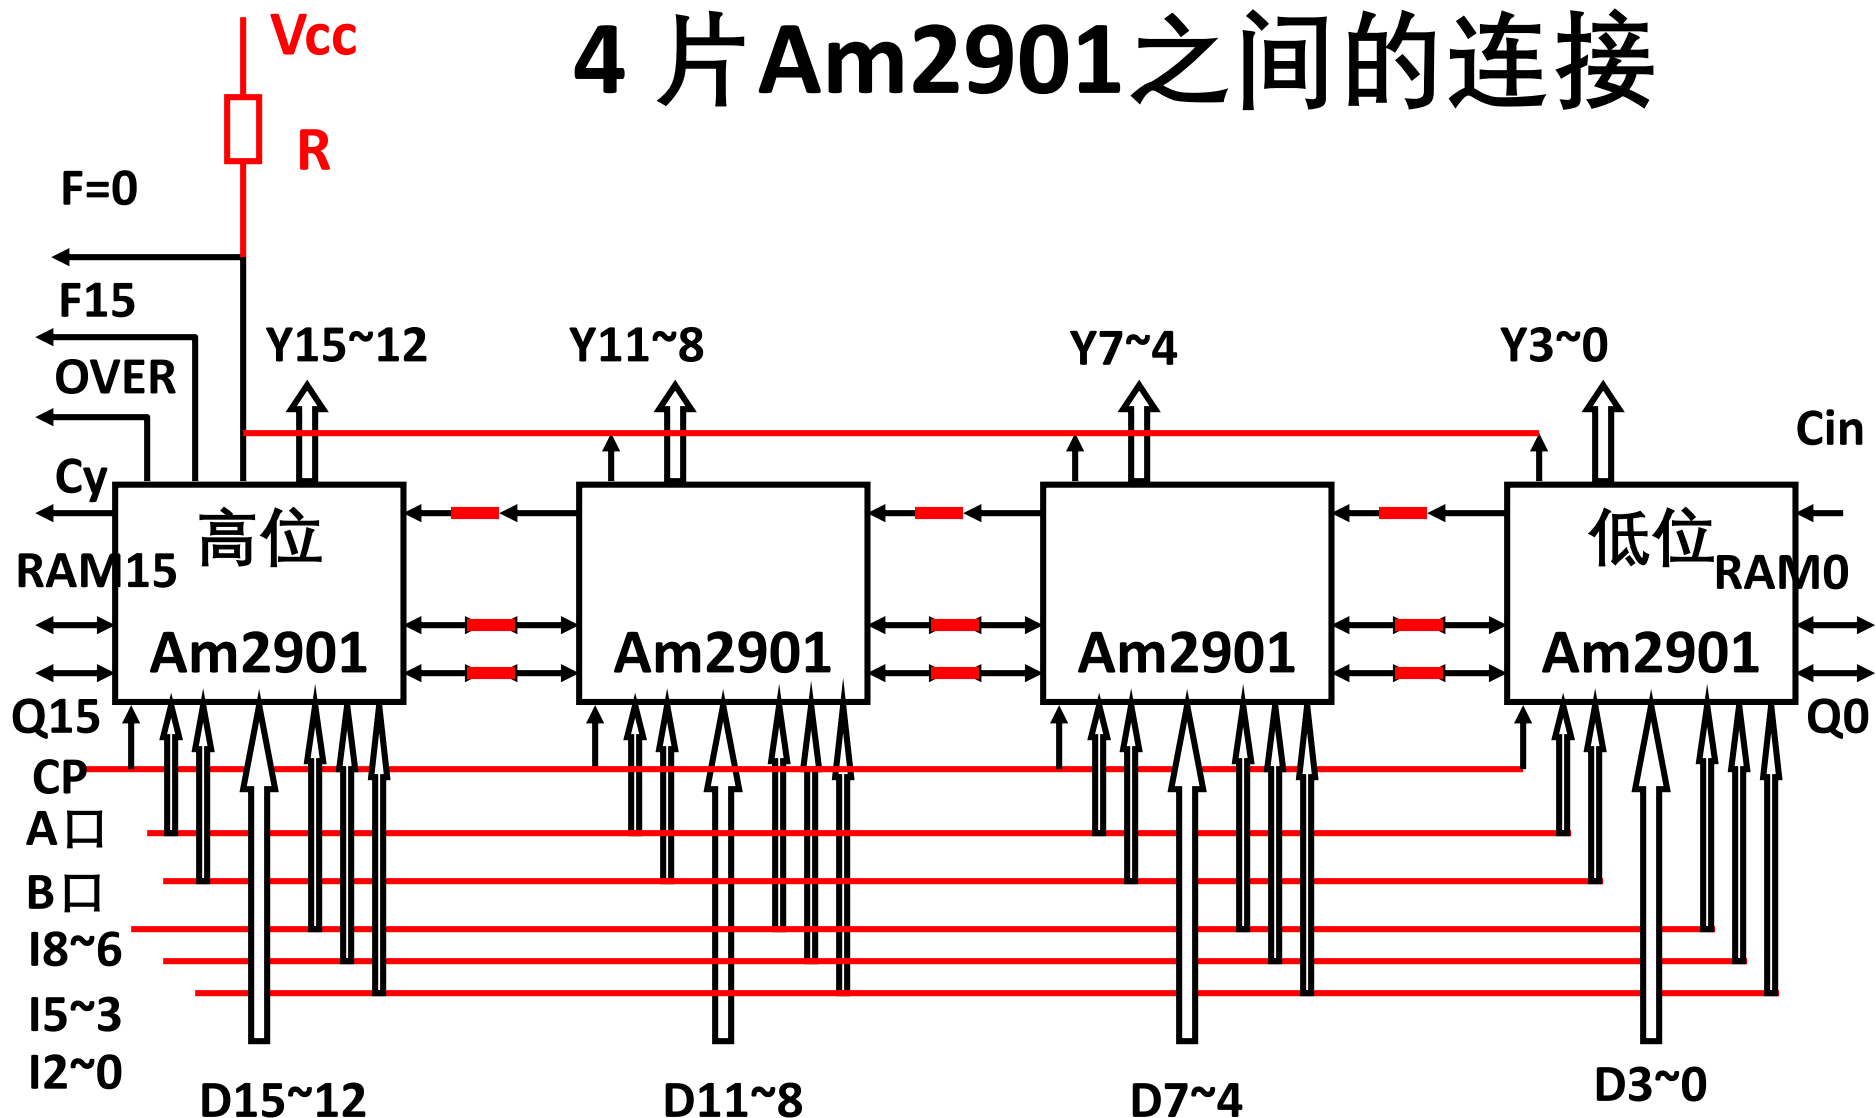 4 片Am2901之间的连接
Vcc
R
F=0
F15
OVER
Cy
Y15~12
Y11~8
Y7~4
Y3~0
Cin
高位
低位
RAM15
RAM0
Am2901
Am2901
Am2901
Am2901
Q15
Q0
CP
A口
B口
I8~6
I5~3
I2~0
D15~12
D11~8
D7~4
D3~0